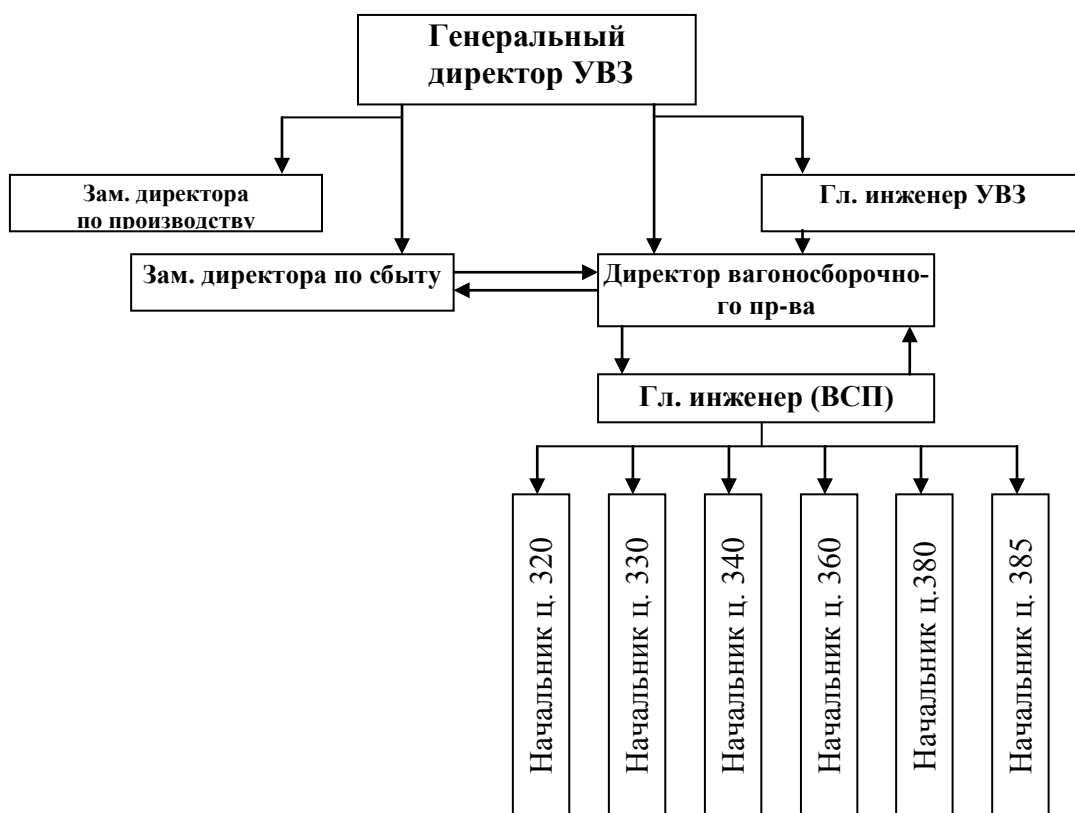 Генеральный
директор УВЗ
Зам. директора
по производству
Гл. инженер УВЗ
Зам. директора по сбыту
Директор вагоносборочно-
го пр-ва
Гл. инженер (ВСП)
Начальник ц. 320
Начальник ц. 330
Начальник ц. 340
Начальник ц. 360
Начальник ц.380
Начальник ц. 385